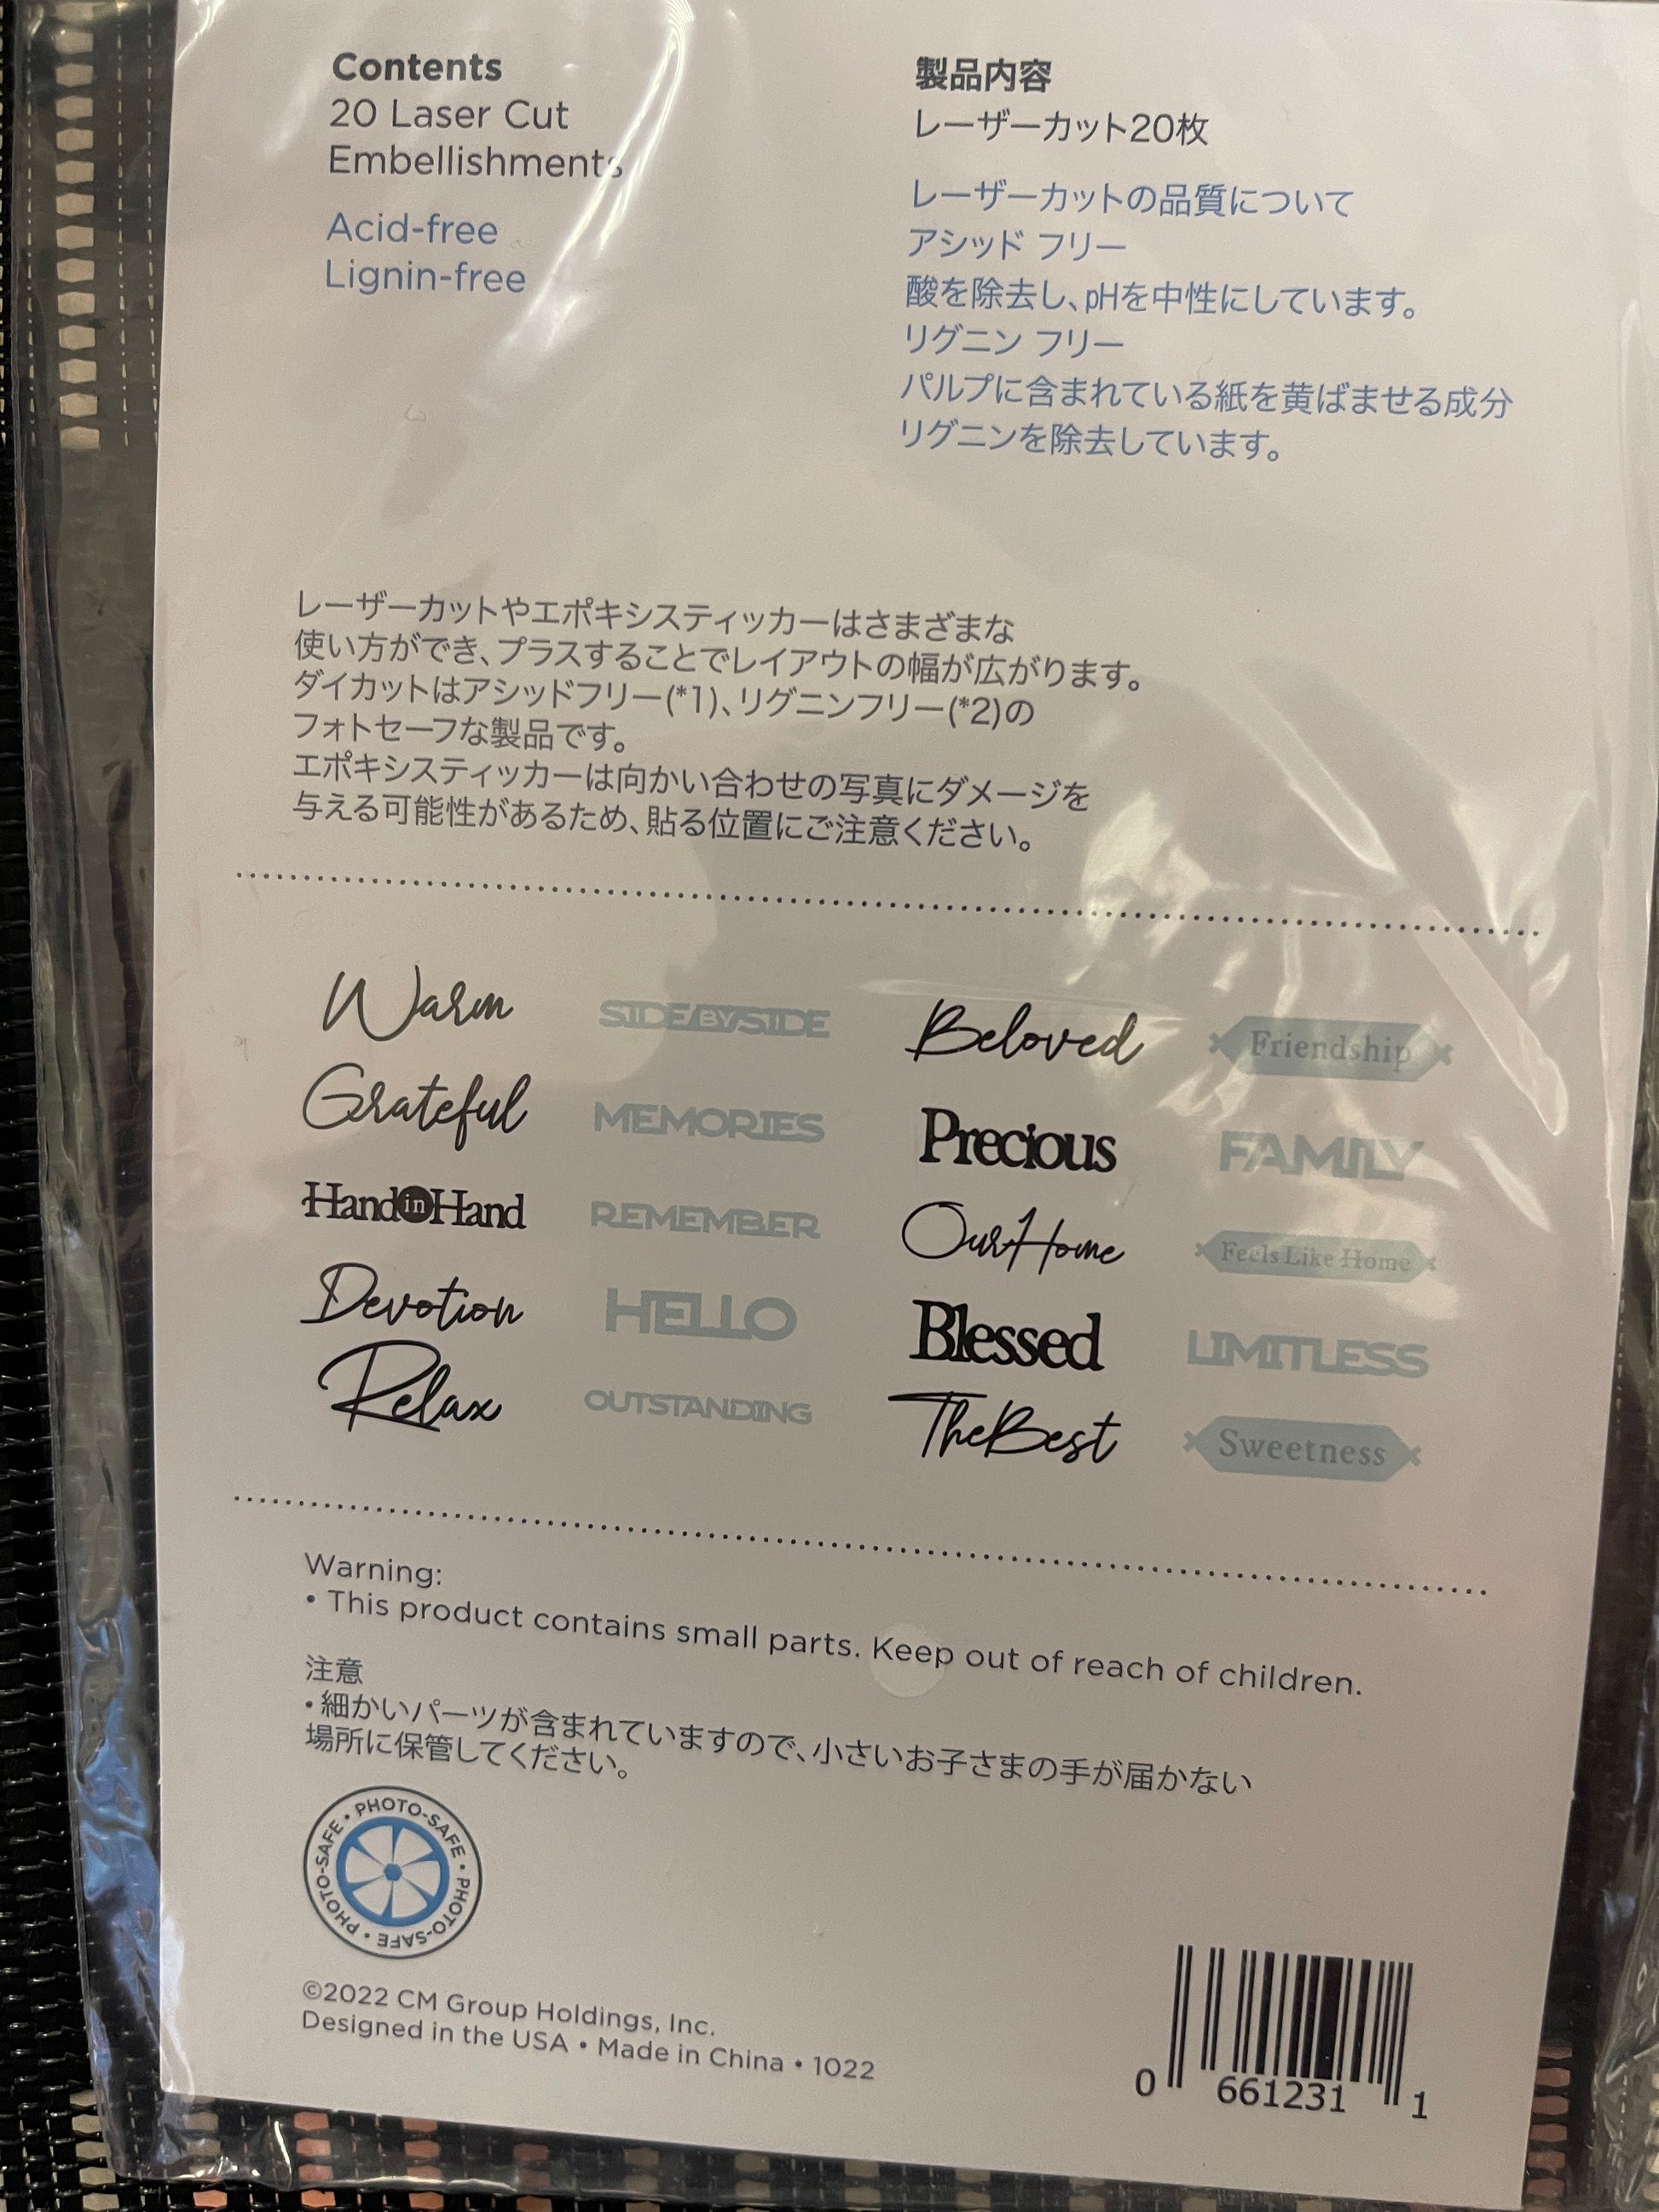 Contents
20 Laser Cut
Embellishments
Acid-free
Lignin-free
製品内容
レーザーカット20枚
レーザーカットの品質について
アシッド フリー
酸を除去し、pHを中性にしています。
リグニン フリー
パルプに含まれている紙を黄ばませる成分
リグニンを除去しています。
レーザーカットやエポキシスティッカーはさまざまな
使い方ができ、プラスすることでレイアウトの幅が広がります。
ダイカットはアシッドフリー(*1)、リグニンフリー(*2)の
フォトセーフな製品です。
エポキシスティッカーは向かい合わせの写真にダメージを
与える可能性があるため、貼る位置にご注意ください。
Warm
SIDE BY SIDE
Beloved
Friendship
Grateful
MEMORIES
Precious
FAMILY
Hand in Hand
REMEMBER
Our Home
Feels Like Home
Devotion
HELLO
Blessed
LIMITLESS
Relax
OUTSTANDING
The Best
Sweetness
Warning:
• This product contains small parts. Keep out of reach of children.
注意
• 細かいパーツが含まれていますので、小さいお子さまの手が届かない
場所に保管してください。
PHOTO-SAFE • PHOTO-SAFE • PHOTO-SAFE •
©2022 CM Group Holdings, Inc.
Designed in the USA • Made in China • 1022
0 661231 1